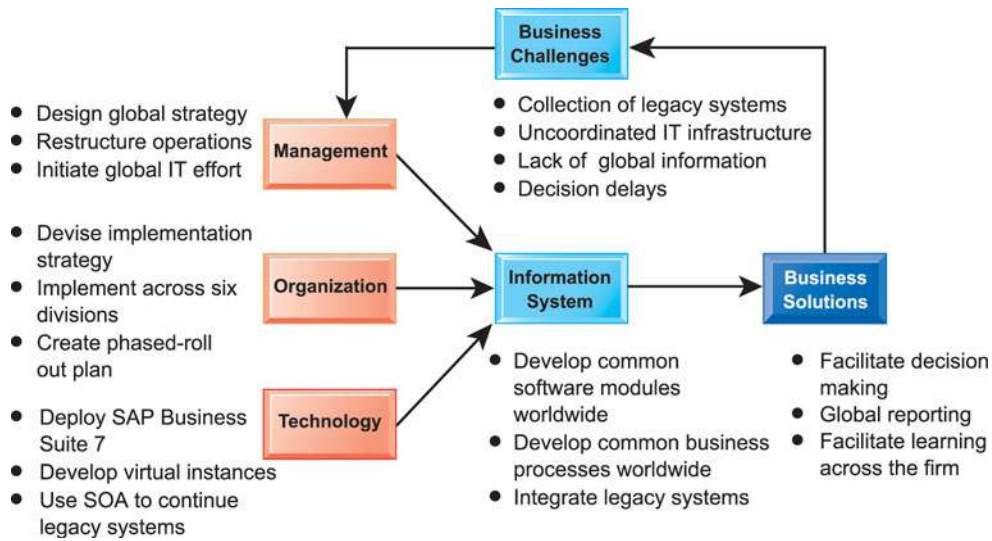 Business
Challenges
● Collection of legacy systems
● Uncoordinated IT infrastructure
● Lack of global information
● Decision delays
● Design global strategy
● Restructure operations
● Initiate global IT effort
Management
● Devise implementation
strategy
● Implement across six
divisions
● Create phased-roll
out plan
Organization
● Deploy SAP Business
Suite 7
● Develop virtual instances
● Use SOA to continue
legacy systems
Technology
Information
System
● Develop common
software modules
worldwide
● Develop common business
processes worldwide
● Integrate legacy systems
Business
Solutions
● Facilitate decision
making
● Global reporting
● Facilitate learning
across the firm